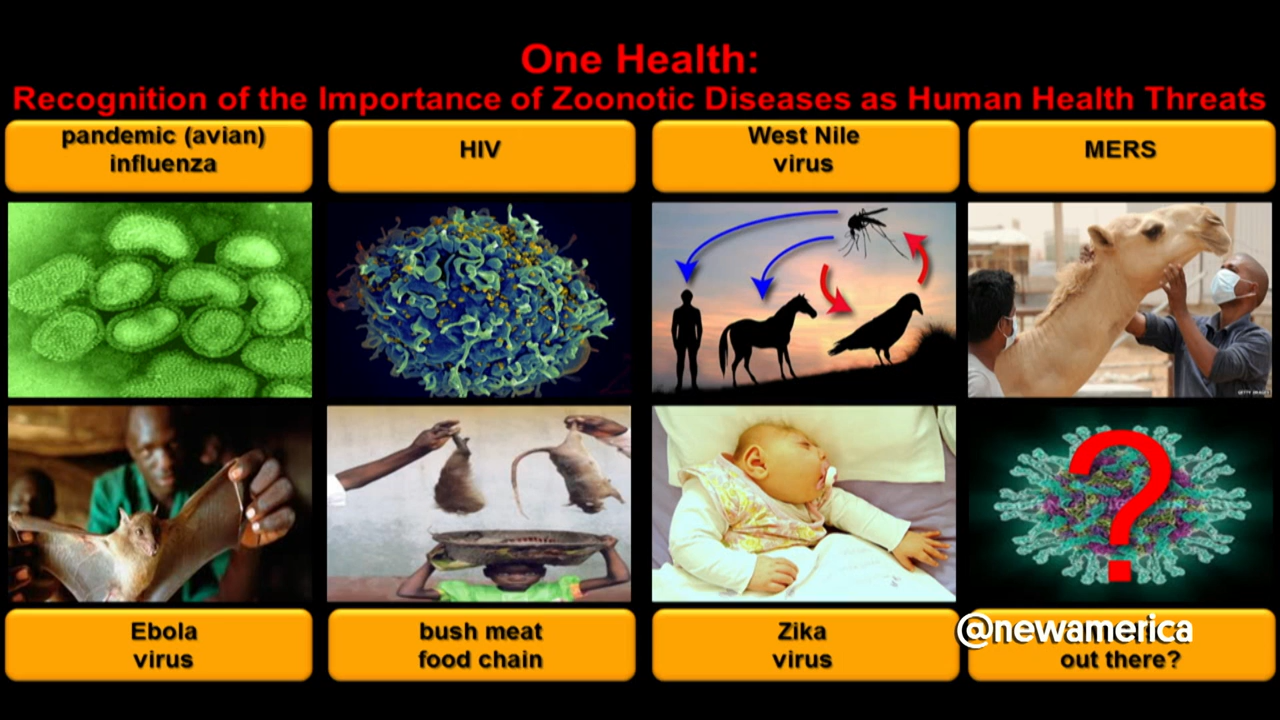 One Health:
Recognition of the Importance of Zoonotic Diseases as Human Health Threats
pandemic (avian)
influenza
HIV
West Nile
virus
MERS
Ebola
virus
bush meat
food chain
Zika
virus
@newamerica
out there?